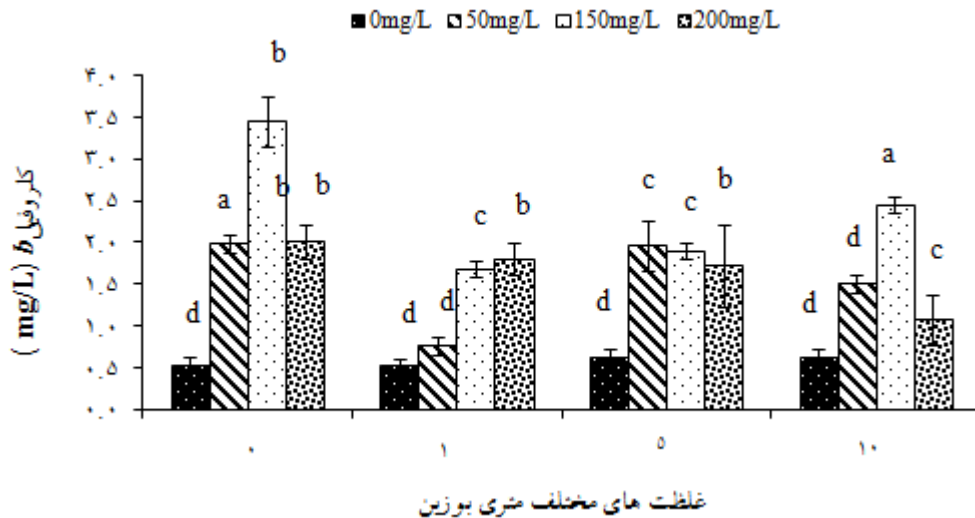 0mg/L 50mg/L 150mg/L 200mg/L
کلروفیل b (mg/L )
۴.۰
۳.۵
۳.۰
۲.۵
۲.۰
۱.۵
۱.۰
۰.۵
۰.۰
d a b b b
d d c b
d c c b
d d a c
۰ ۱ ۵ ۱۰
غلظت های مختلف متری بوزین